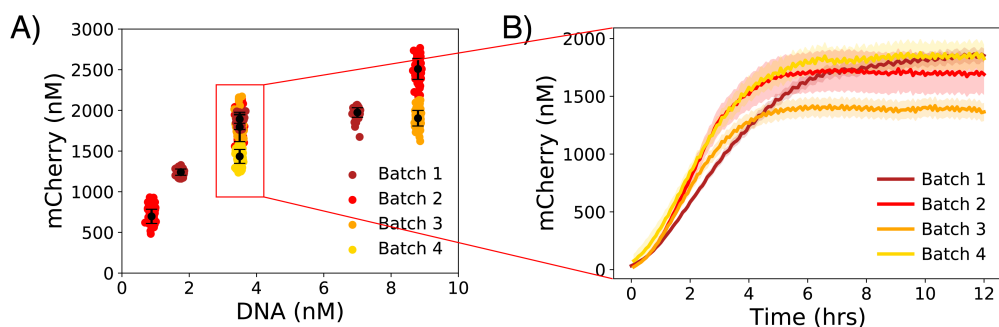 A)
mCherry (nM)
3000
2500
2000
1500
1000
500
0
0 2 4 6 8 10
DNA (nM)
Batch 1
Batch 2
Batch 3
Batch 4
B)
mCherry (nM)
2000
1500
1000
500
0
0 2 4 6 8 10 12
Time (hrs)
Batch 1
Batch 2
Batch 3
Batch 4